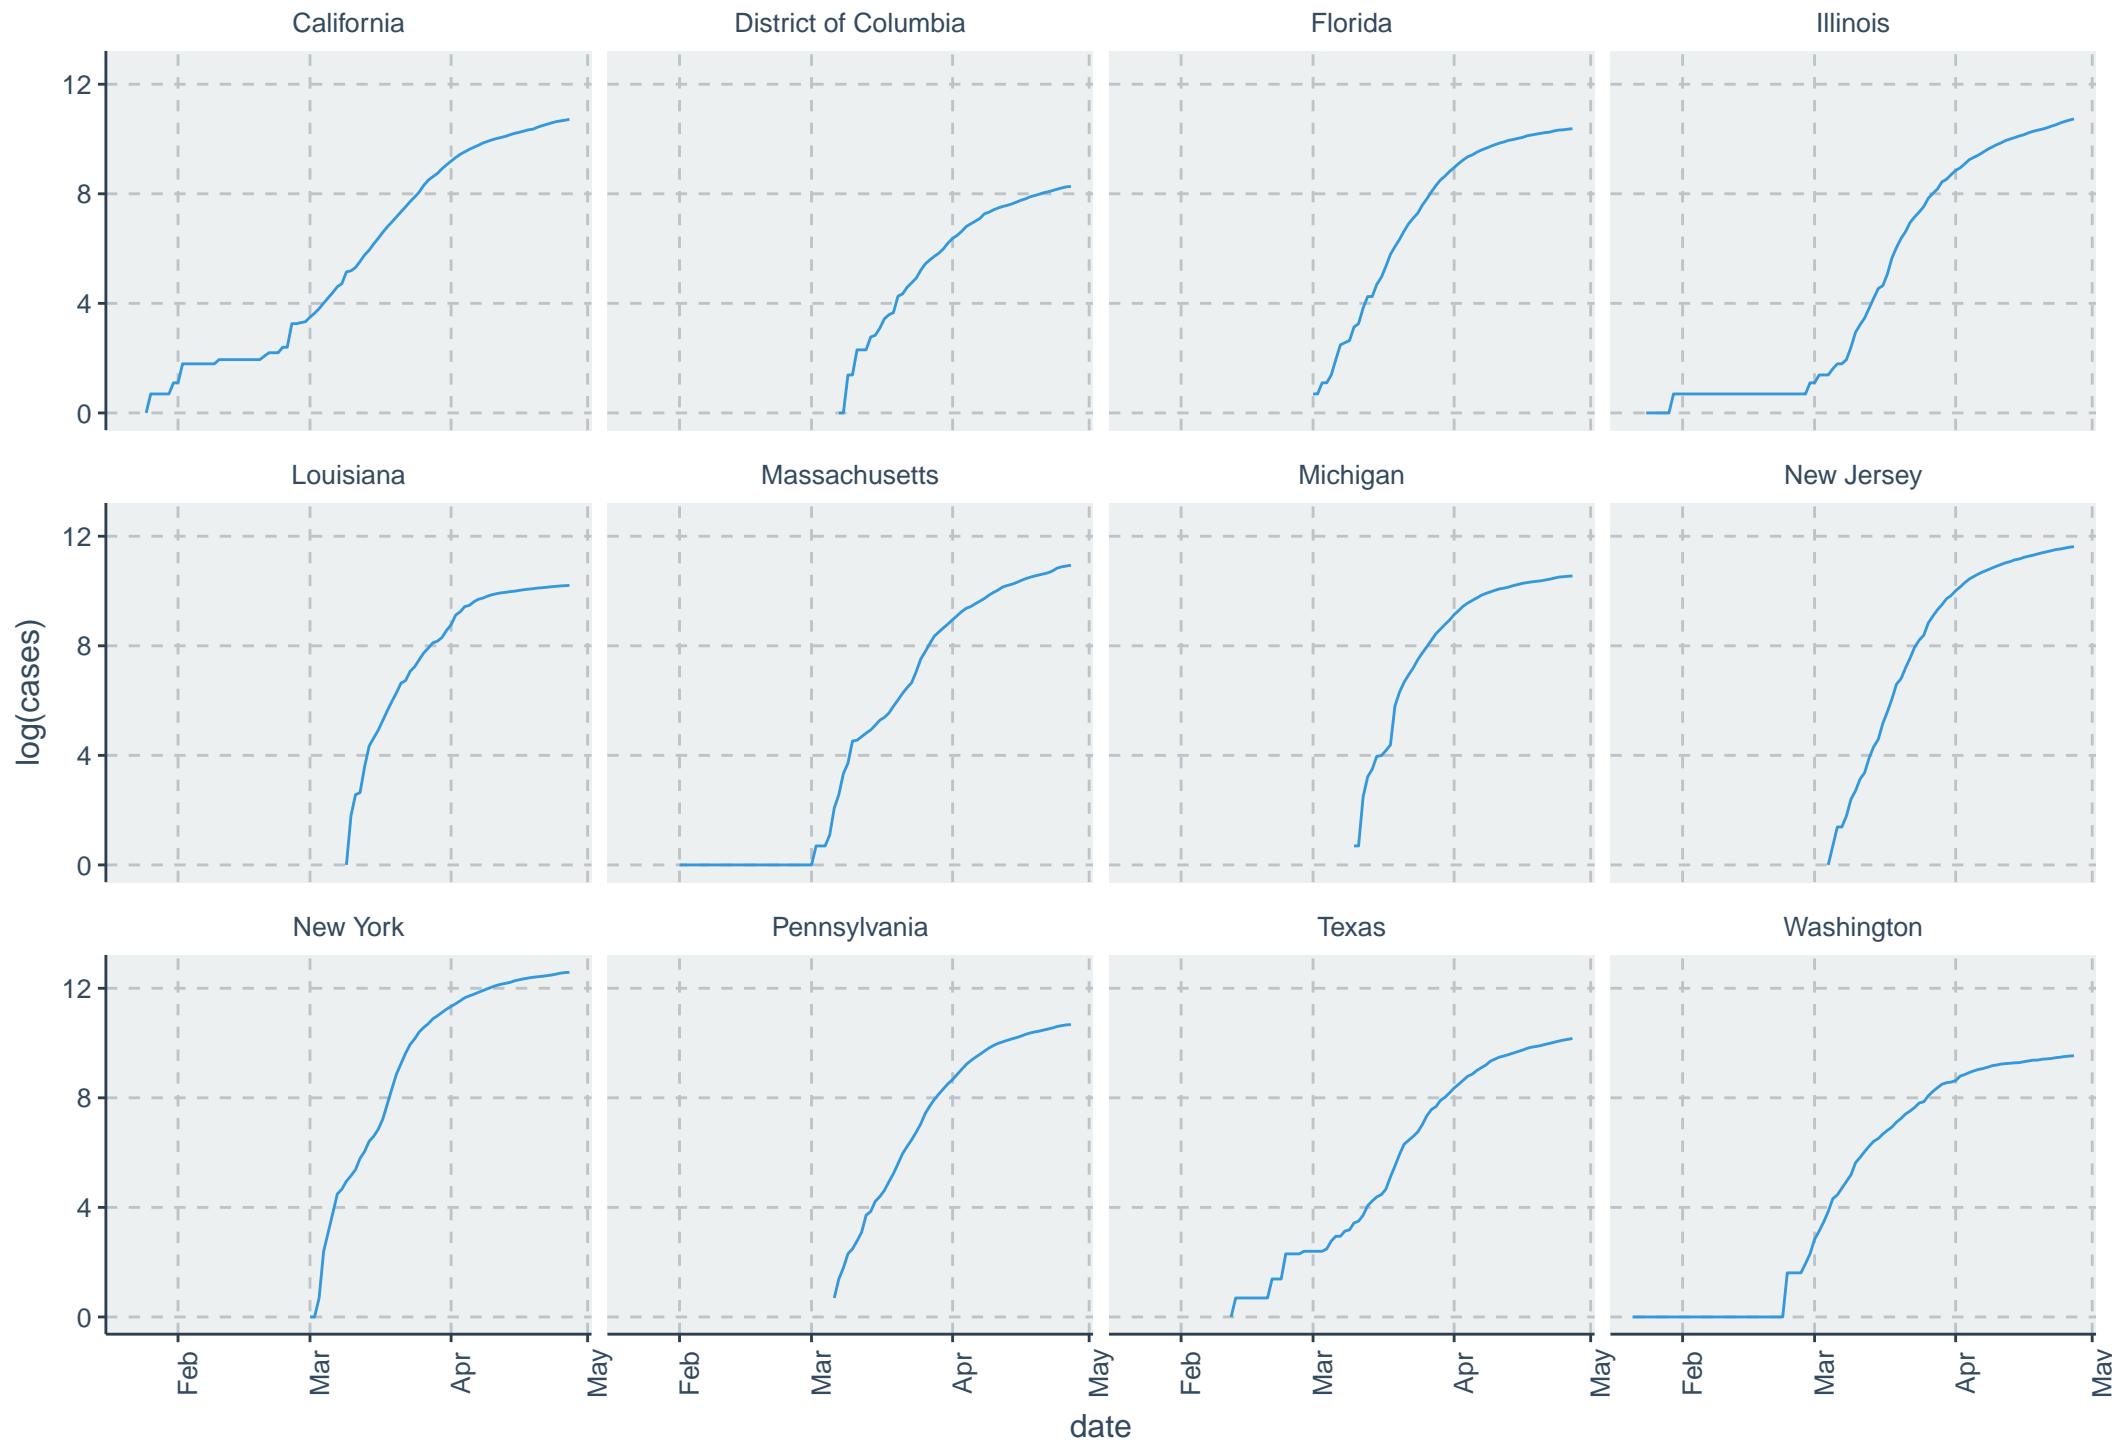 California District of Columbia Florida Illinois
12
8
4
0
Louisiana Massachusetts Michigan New Jersey
12
8
4
0
log(cases)
New York Pennsylvania Texas Washington
12
8
4
0
Feb Mar Apr May Feb Mar Apr May Feb Mar Apr May Feb Mar Apr May
date